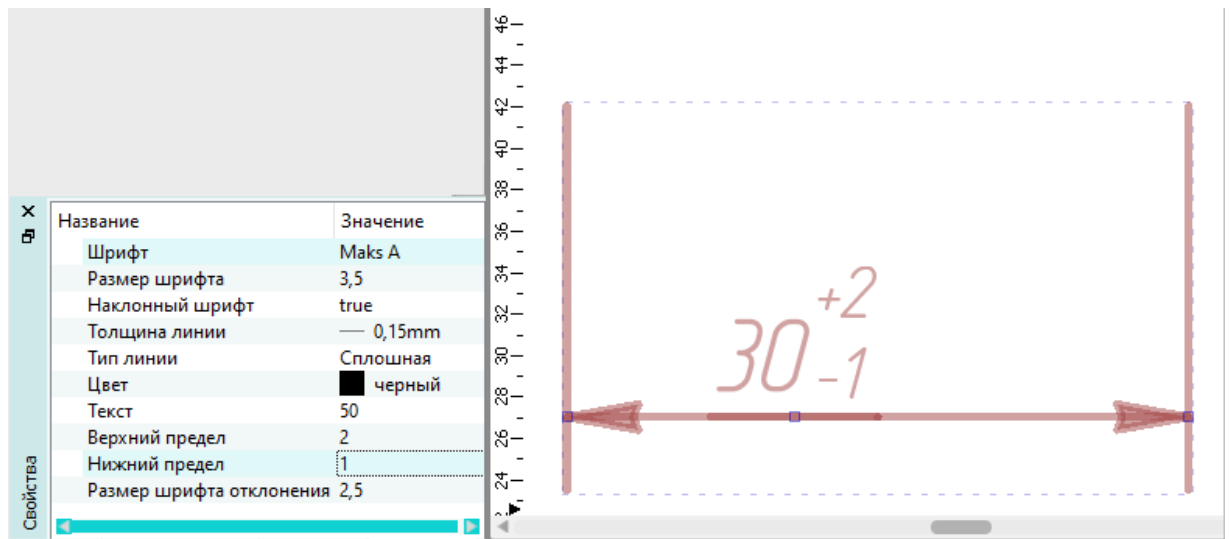 Свойства
Название Значение
Шрифт Maks A
Размер шрифта 3,5
Наклонный шрифт true
Толщина линии 0,15mm
Тип линии Сплошная
Цвет черный
Текст 50
Верхний предел 2
Нижний предел 1
Размер шрифта отклонения 2,5
46
44
42
40
38
36
34
32
30
28
26
24
+2
30
-1